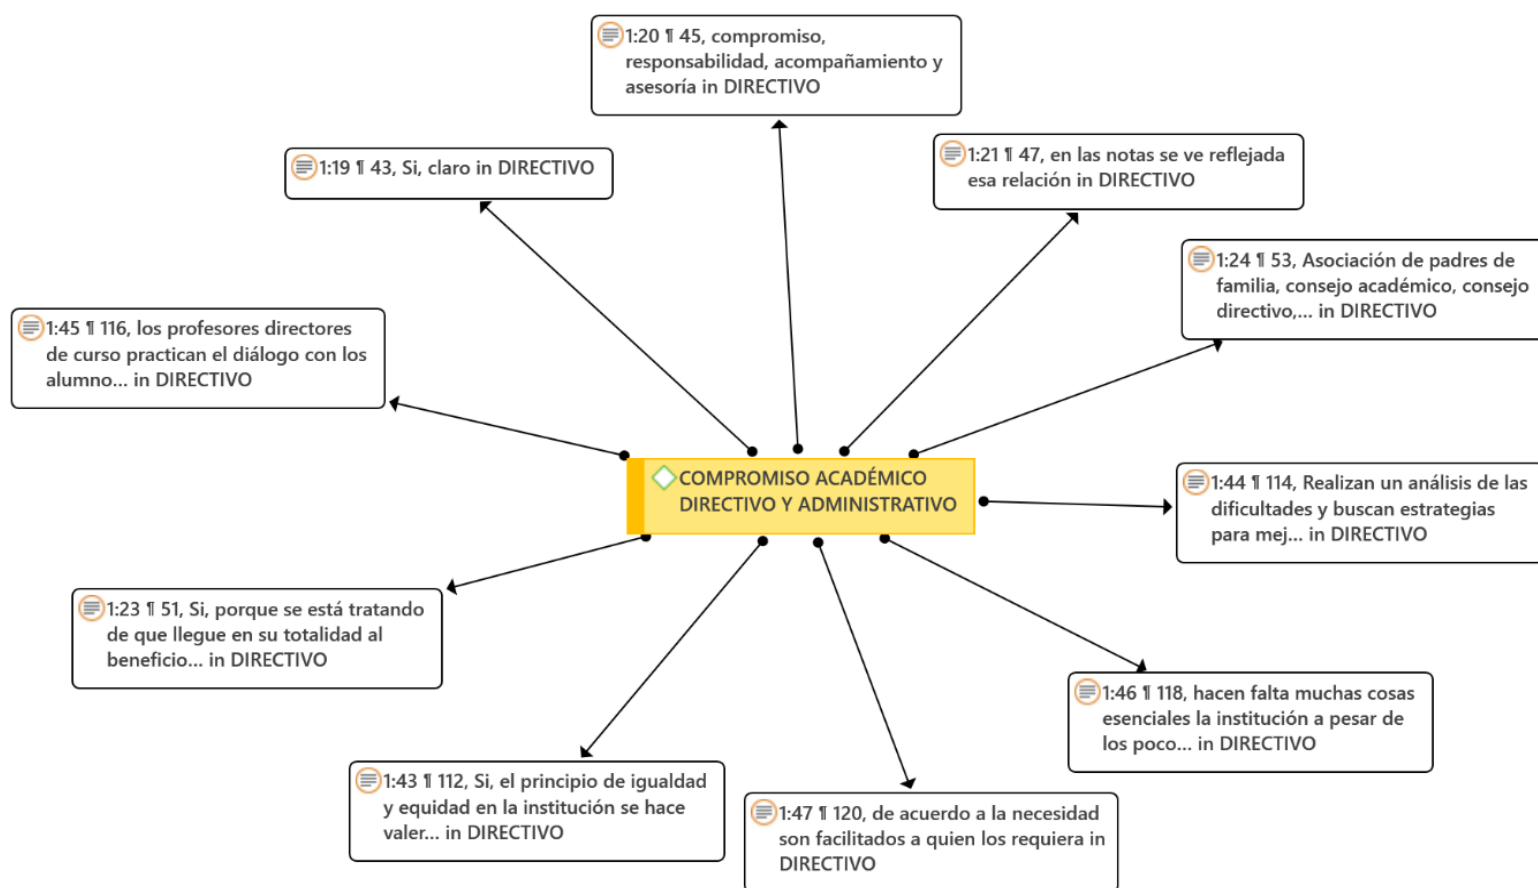 1:20 ¶ 45, compromiso,
responsabilidad, acompañamiento y
asesoría in DIRECTIVO
1:19 ¶ 43, Si, claro in DIRECTIVO
1:21 ¶ 47, en las notas se ve reflejada
esa relación in DIRECTIVO
1:24 ¶ 53, Asociación de padres de
familia, consejo académico, consejo
directivo,... in DIRECTIVO
1:45 ¶ 116, los profesores directores
de curso practican el diálogo con los
alumno... in DIRECTIVO
COMPROMISO ACADÉMICO
DIRECTIVO Y ADMINISTRATIVO
1:44 ¶ 114, Realizan un análisis de las
dificultades y buscan estrategias
para mej... in DIRECTIVO
1:23 ¶ 51, Si, porque se está tratando
de que llegue en su totalidad al
beneficio... in DIRECTIVO
1:46 ¶ 118, hacen falta muchas cosas
esenciales la institución a pesar de
los poco... in DIRECTIVO
1:43 ¶ 112, Si, el principio de igualdad
y equidad en la institución se hace
valer... in DIRECTIVO
1:47 ¶ 120, de acuerdo a la necesidad
son facilitados a quien los requiera in
DIRECTIVO